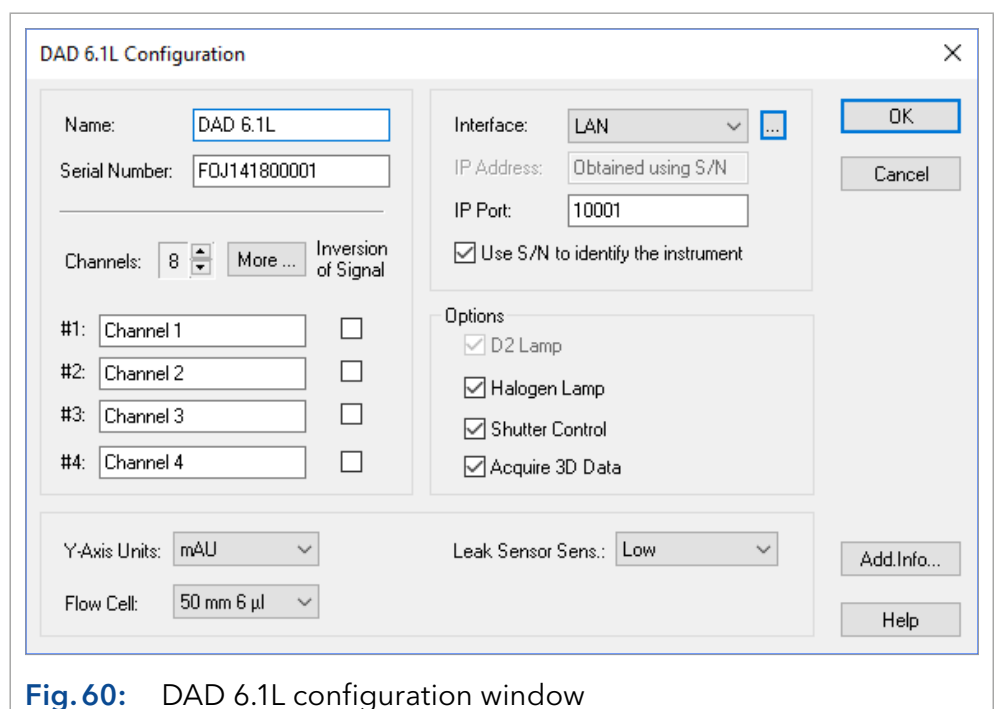 DAD 6.1L Configuration
Name: DAD 6.1L
Serial Number: FOJ141800001
Channels: 8 More ... Inversion of Signal
#1: Channel 1
#2: Channel 2
#3: Channel 3
#4: Channel 4
Interface: LAN ...
IP Address: Obtained using S/N
IP Port: 10001
Use S/N to identify the instrument
Options
D2 Lamp
Halogen Lamp
Shutter Control
Acquire 3D Data
OK
Cancel
Y-Axis Units: mAU
Leak Sensor Sens.: Low
Flow Cell: 50 mm 6 µl
Add.Info...
Help
Fig. 60: DAD 6.1L configuration window